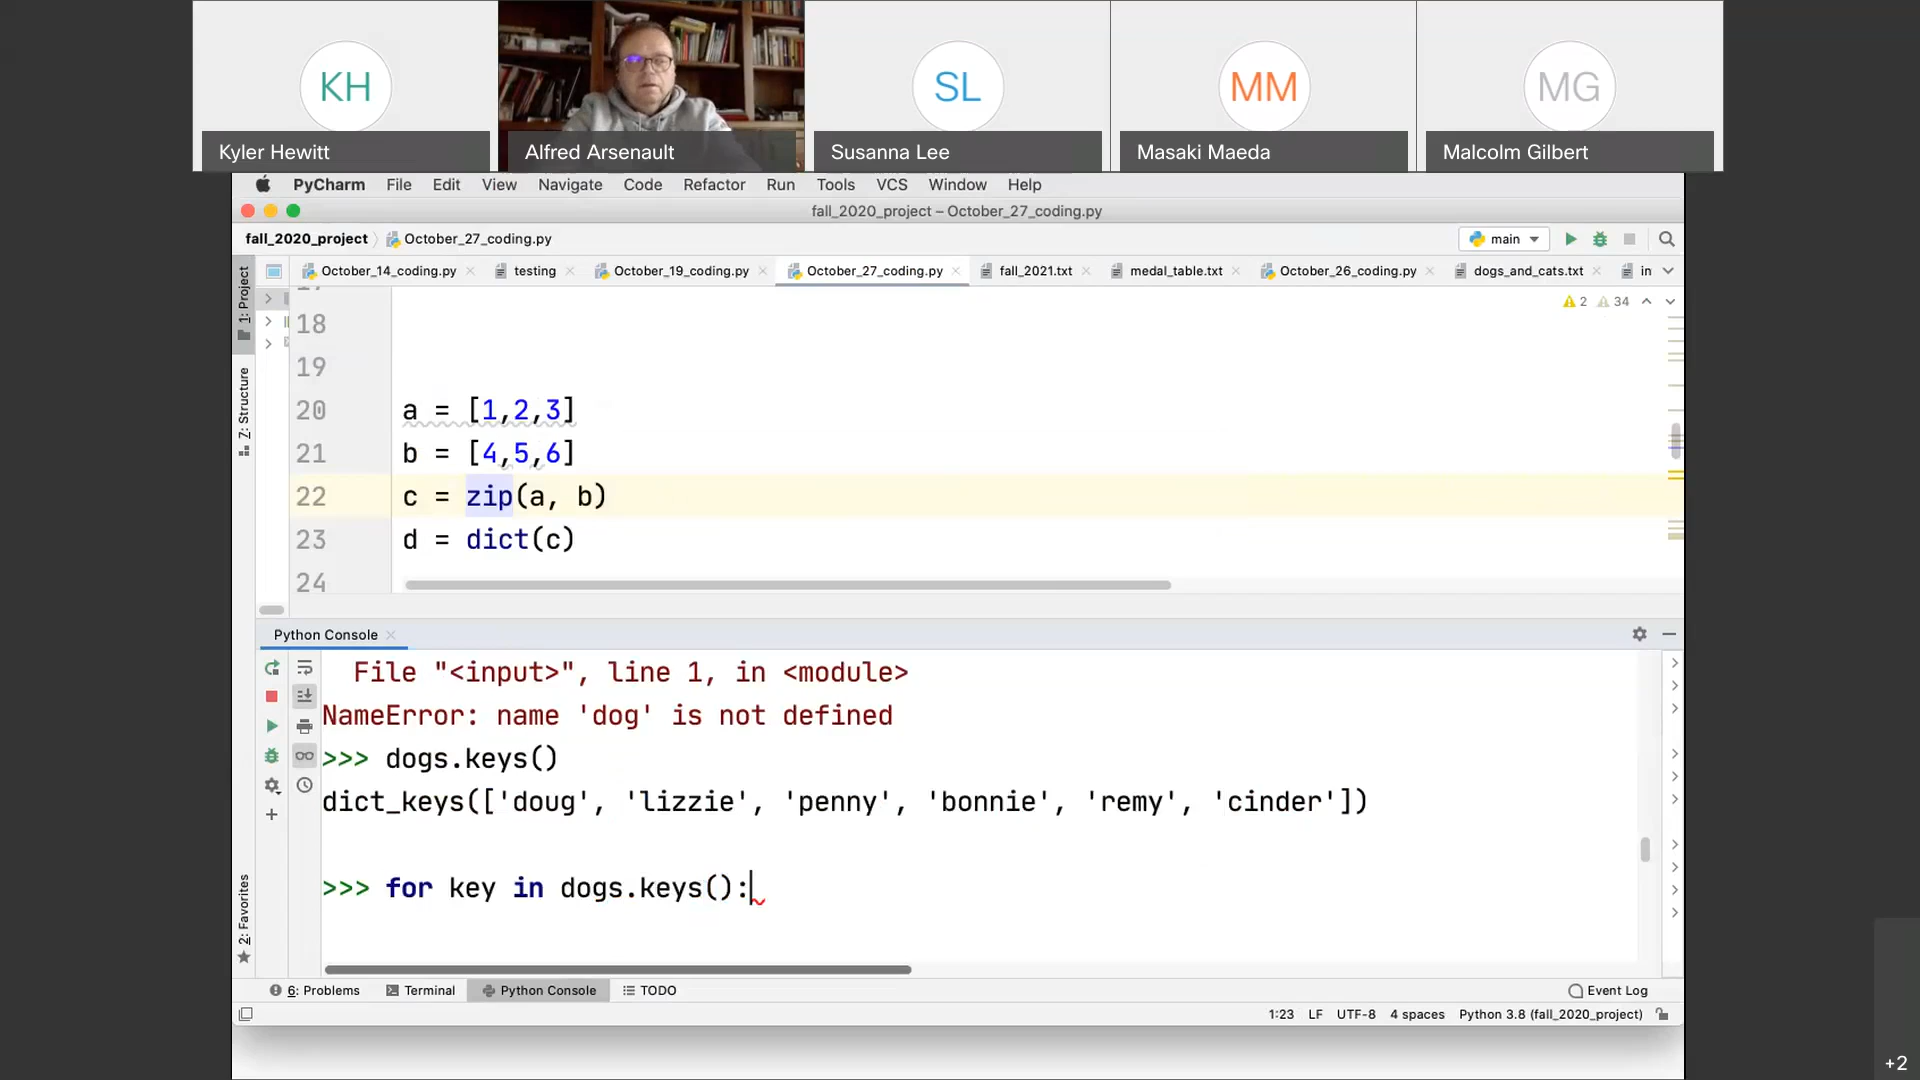 KH
SL
MM
MG
Kyler Hewitt
Alfred Arsenault
Susanna Lee
Masaki Maeda
Malcolm Gilbert
PyCharm File Edit View Navigate Code Refactor Run Tools VCS Window Help
fall_2020_project – October_27_coding.py
fall_2020_project October_27_coding.py
main
October_14_coding.py testing October_19_coding.py October_27_coding.py fall_2021.txt medal_table.txt October_26_coding.py dogs_and_cats.txt in
1: Project
Z: Structure
2: Favorites
2 34
18
19
20 a = [1,2,3]
21 b = [4,5,6]
22 c = zip(a, b)
23 d = dict(c)
24
Python Console
File "<input>", line 1, in <module>
NameError: name 'dog' is not defined
>>> dogs.keys()
dict_keys(['doug', 'lizzie', 'penny', 'bonnie', 'remy', 'cinder'])
>>> for key in dogs.keys():
6: Problems Terminal Python Console TODO Event Log
1:23 LF UTF-8 4 spaces Python 3.8 (fall_2020_project)
+2